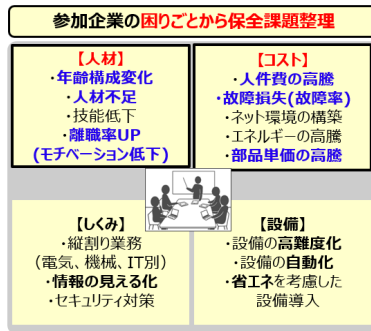 参加企業の困りごとから保全課題整理
【人材】
・年齢構成変化
・人材不足
・技能低下
・離職率UP
(モチベーション低下)
【コスト】
・人件費の高騰
・故障損失(故障率)
・ネット環境の構築
・エネルギーの高騰
・部品単価の高騰
【しくみ】
・縦割り業務
（電気、機械、IT別）
・情報の見える化
・セキュリティ対策
【設備】
・設備の高難度化
・設備の自動化
・省エネを考慮した
設備導入